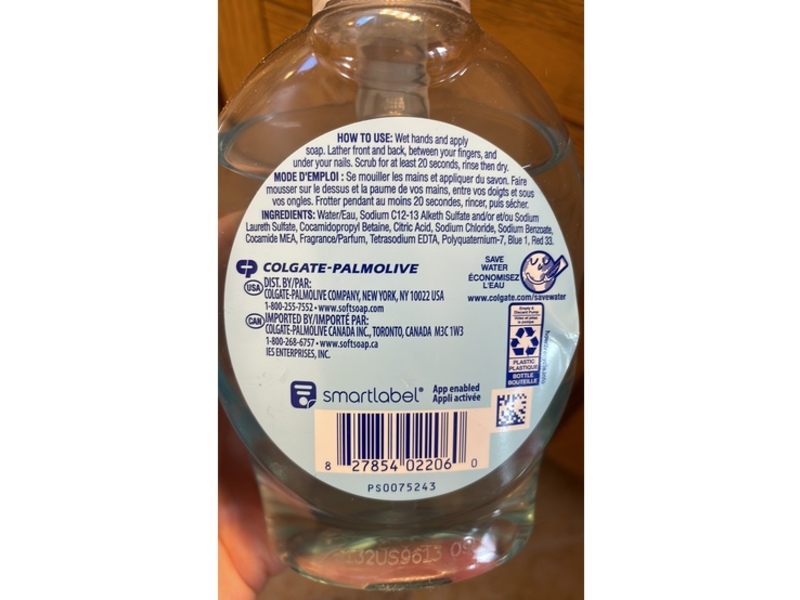 HOW TO USE: Wet hands and apply
soap. Lather front and back, between your fingers, and
under your nails. Scrub for at least 20 seconds, rinse then dry.
MODE D'EMPLOI : Se mouiller les mains et appliquer du savon. Faire
mousser sur le dessus et la paume de vos mains, entre vos doigts et sous
vos ongles. Frotter pendant au moins 20 secondes, rincer, puis sécher.
INGREDIENTS: Water/Eau, Sodium C12-13 Alketh Sulfate and/or et/ou Sodium
Laureth Sulfate, Cocamidopropyl Betaine, Citric Acid, Sodium Chloride, Sodium Benzoate,
Cocamide MEA, Fragrance/Parfum, Tetrasodium EDTA, Polyquaternium-7, Blue 1, Red 33.
CP COLGATE-PALMOLIVE
USA DIST. BY/PAR:
COLGATE-PALMOLIVE COMPANY, NEW YORK, NY 10022 USA
1-800-255-7552 • www.softsoap.com
CAN IMPORTED BY/IMPORTÉ PAR:
COLGATE-PALMOLIVE CANADA INC., TORONTO, CANADA M3C 1W3
1-800-268-6757 • www.softsoap.ca
IES ENTERPRISES, INC.
SAVE
WATER
ÉCONOMISEZ
L'EAU
www.colgate.com/savewater
Empty &
Discard Pump
PLASTIC
PLASTIQUE
BOTTLE
BOUTEILLE
smartlabel® App enabled
Appli activée
8 27854 02206 0
PS0075243
132US9613